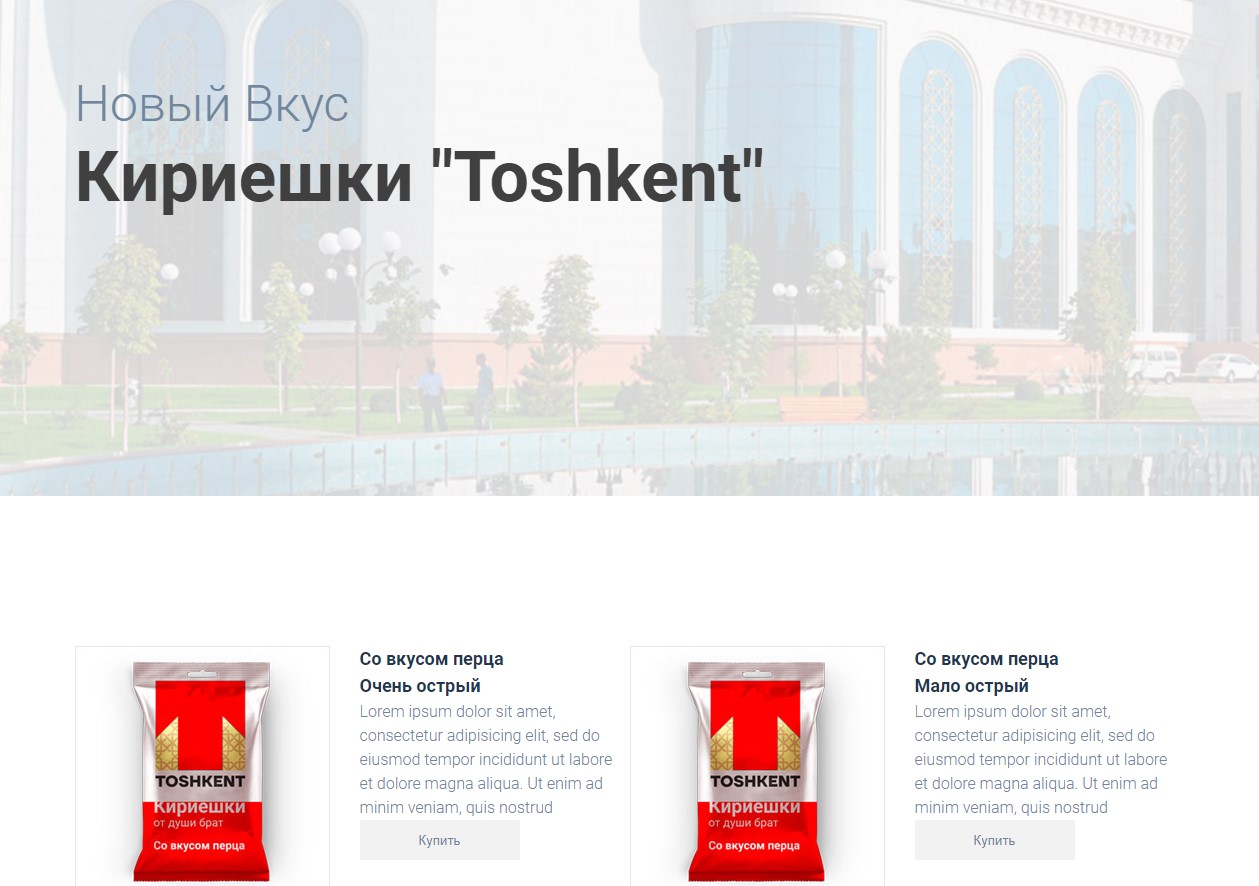 Новый Вкус
Кириешки "Toshkent"
TOSHKENT
Кириешки
от души брат
Со вкусом перца
Со вкусом перца
Очень острый
Lorem ipsum dolor sit amet,
consectetur adipisicing elit, sed do
eiusmod tempor incididunt ut labore
et dolore magna aliqua. Ut enim ad
minim veniam, quis nostrud
Купить
TOSHKENT
Кириешки
от души брат
Со вкусом перца
Со вкусом перца
Мало острый
Lorem ipsum dolor sit amet,
consectetur adipisicing elit, sed do
eiusmod tempor incididunt ut labore
et dolore magna aliqua. Ut enim ad
minim veniam, quis nostrud
Купить